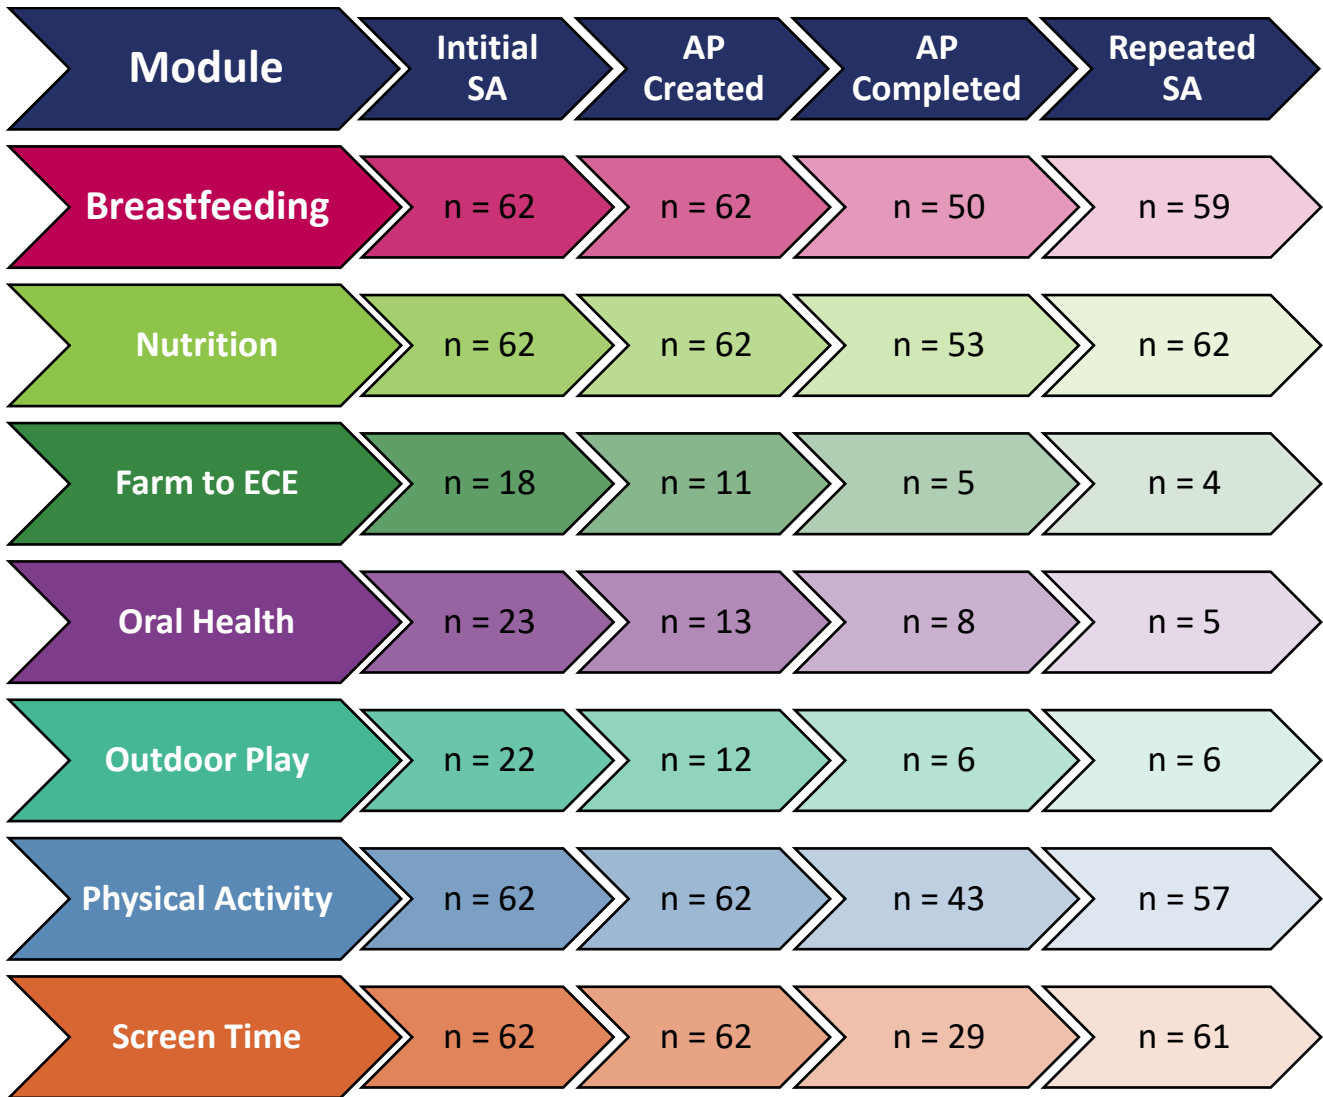 Module
Intitial
SA
AP
Created
AP
Completed
Repeated
SA
Breastfeeding
n = 62
n = 62
n = 50
n = 59
Nutrition
n = 62
n = 62
n = 53
n = 62
Farm to ECE
n = 18
n = 11
n = 5
n = 4
Oral Health
n = 23
n = 13
n = 8
n = 5
Outdoor Play
n = 22
n = 12
n = 6
n = 6
Physical Activity
n = 62
n = 62
n = 43
n = 57
Screen Time
n = 62
n = 62
n = 29
n = 61